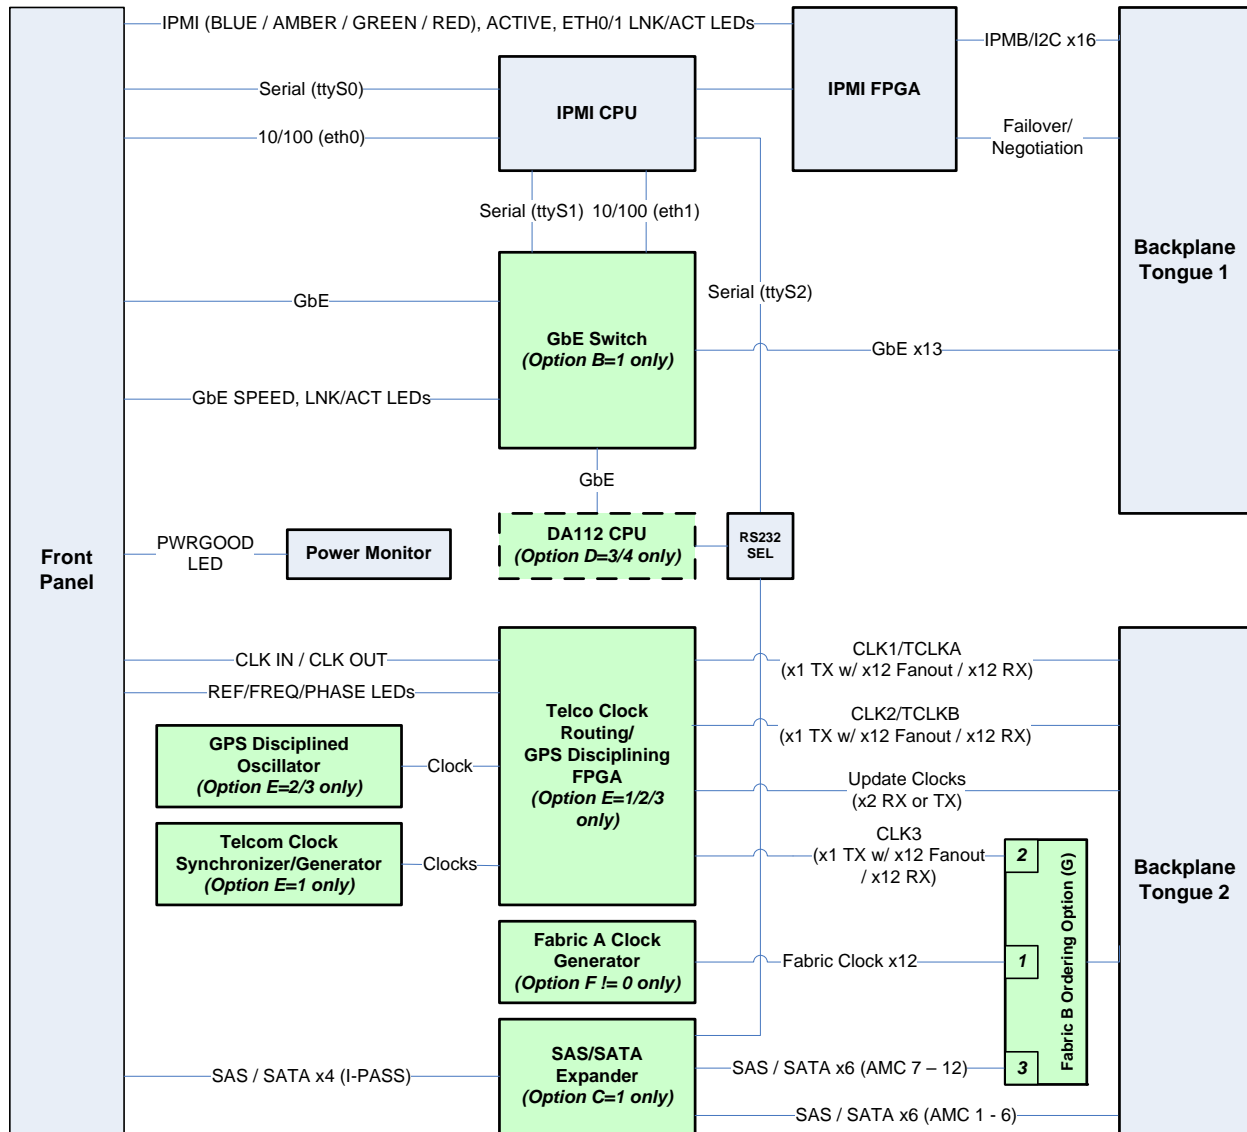 IPMI (BLUE / AMBER / GREEN / RED), ACTIVE, ETH0/1 LNK/ACT LEDs
IPMB/I2C x16
Serial (ttyS0)
IPMI CPU
IPMI FPGA
10/100 (eth0)
Failover/
Negotiation
Serial (ttyS1)
10/100 (eth1)
Backplane
Tongue 1
GbE
Serial (ttyS2)
GbE Switch
(Option B=1 only)
GbE x13
GbE SPEED, LNK/ACT LEDs
GbE
Front
Panel
PWRGOOD
LED
Power Monitor
DA112 CPU
(Option D=3/4 only)
RS232
SEL
CLK IN / CLK OUT
REF/FREQ/PHASE LEDs
Telco Clock
Routing/
GPS Disciplining
FPGA
(Option E=1/2/3
only)
CLK1/TCLKA
(x1 TX w/ x12 Fanout / x12 RX)
CLK2/TCLKB
(x1 TX w/ x12 Fanout / x12 RX)
GPS Disciplined
Oscillator
(Option E=2/3 only)
Clock
Update Clocks
(x2 RX or TX)
Telcom Clock
Synchronizer/Generator
(Option E=1 only)
Clocks
CLK3
(x1 TX w/ x12 Fanout
/ x12 RX)
2
Fabric B Ordering Option (G)
Backplane
Tongue 2
Fabric A Clock
Generator
(Option F != 0 only)
Fabric Clock x12
1
SAS/SATA
Expander
(Option C=1 only)
SAS / SATA x4 (I-PASS)
SAS / SATA x6 (AMC 7 – 12)
3
SAS / SATA x6 (AMC 1 - 6)